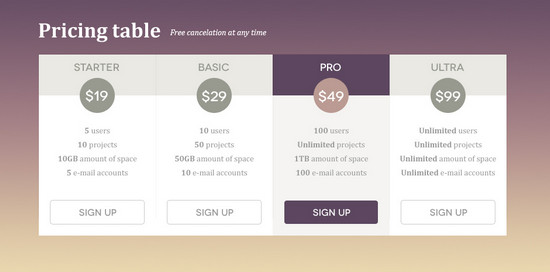 Pricing table Free cancelation at any time
STARTER
$19
5 users
10 projects
10GB amount of space
5 e-mail accounts
SIGN UP
BASIC
$29
10 users
50 projects
50GB amount of space
10 e-mail accounts
SIGN UP
PRO
$49
100 users
Unlimited projects
1TB amount of space
100 e-mail accounts
SIGN UP
ULTRA
$99
Unlimited users
Unlimited projects
Unlimited amount of space
Unlimited e-mail accounts
SIGN UP